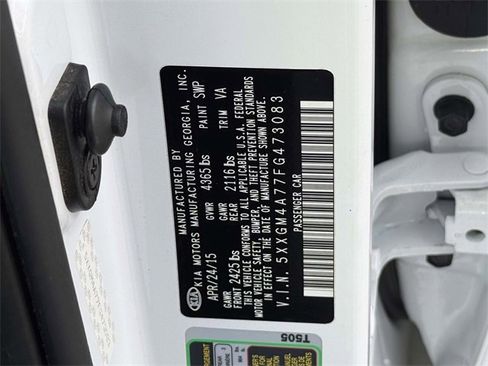 KIA
MANUFACTURED BY
KIA MOTORS MANUFACTURING GEORGIA, INC.
APR/24/15 GVWR 4365 lbs PAINT SWP
GAWR FRONT 2425 lbs GAWR REAR 2116 lbs TRIM VA
THIS VEHICLE CONFORMS TO ALL APPLICABLE U.S.A. FEDERAL
MOTOR VEHICLE SAFETY, BUMPER, AND THEFT PREVENTION STANDARDS
IN EFFECT ON THE DATE OF MANUFACTURE SHOWN ABOVE.
V.I.N. 5XXGM4A77FG473083
PASSENGER CAR
T505